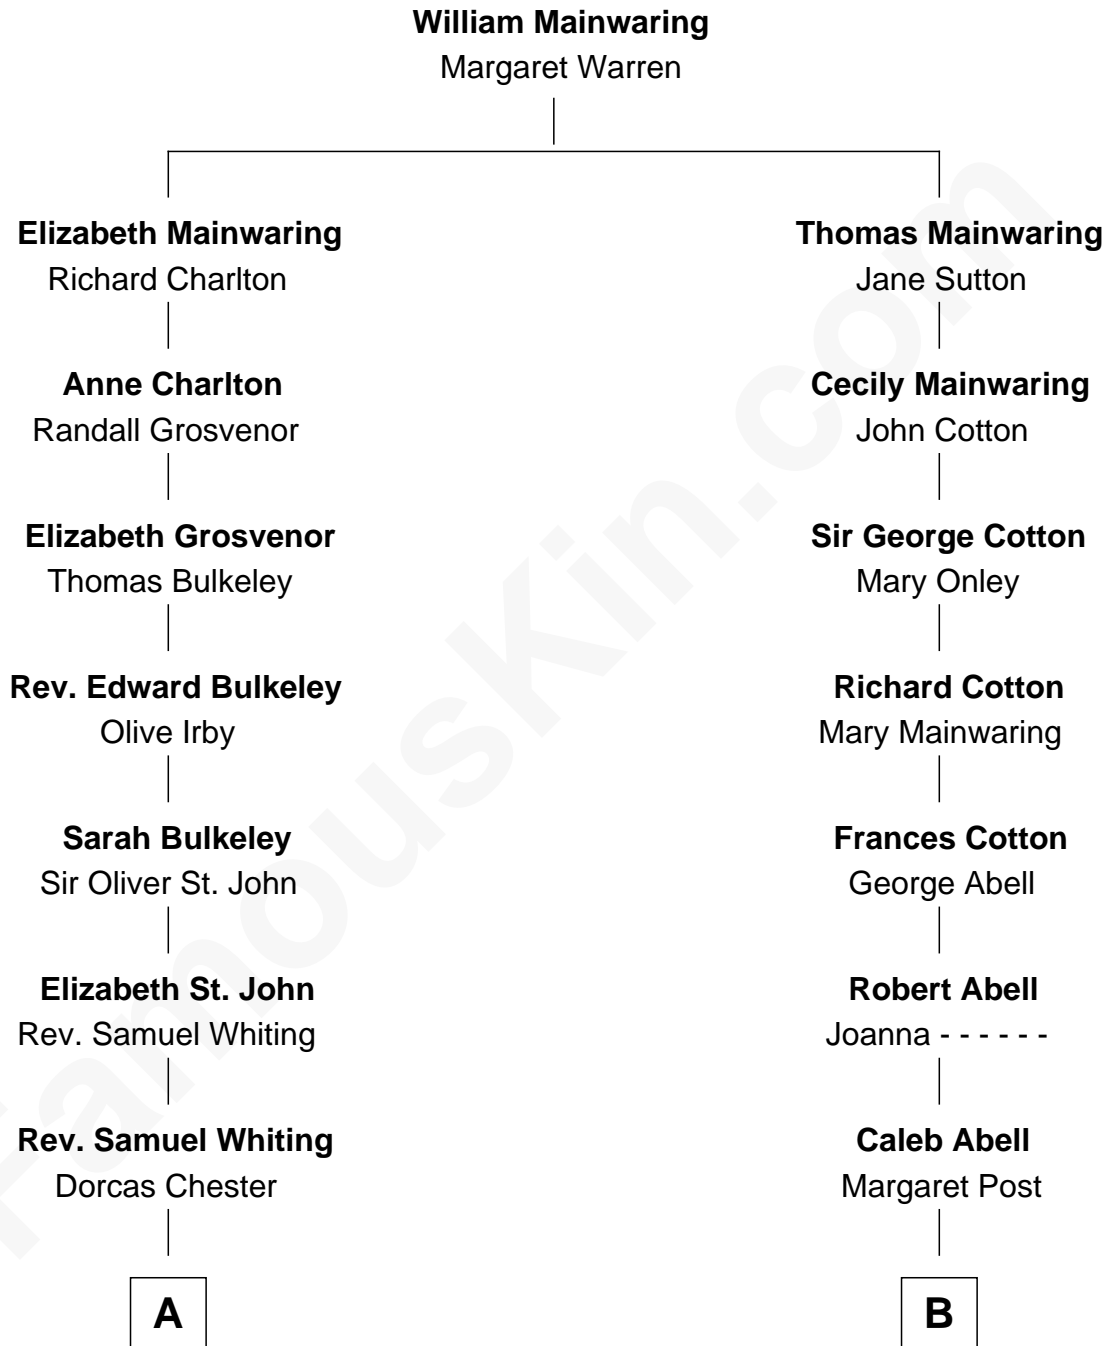 William Mainwaring
Margaret Warren
Elizabeth Mainwaring
Richard Charlton
Thomas Mainwaring
Jane Sutton
Anne Charlton
Randall Grosvenor
Cecily Mainwaring
John Cotton
Elizabeth Grosvenor
Thomas Bulkeley
Sir George Cotton
Mary Onley
Rev. Edward Bulkeley
Olive Irby
Richard Cotton
Mary Mainwaring
Sarah Bulkeley
Sir Oliver St. John
Frances Cotton
George Abell
Elizabeth St. John
Rev. Samuel Whiting
Robert Abell
Joanna - - - - - -
Rev. Samuel Whiting
Dorcas Chester
Caleb Abell
Margaret Post
A
B
FamousKin.com